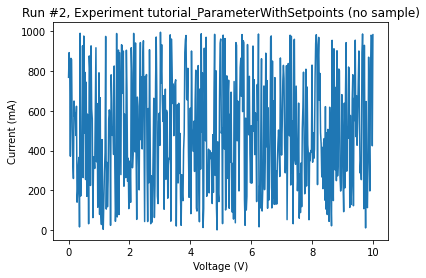 Run #2, Experiment tutorial_ParameterWithSetpoints (no sample)
1000
800
600
400
200
0
Current (mA)
0 2 4 6 8 10
Voltage (V)